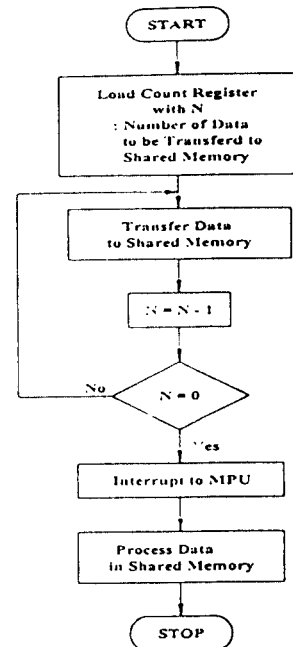 START
Load Count Register
with N
: Number of Data
to be Transferd to
Shared Memory
Transfer Data
to Shared Memory
N = N - 1
No
N = 0
Yes
Interrupt to MPU
Process Data
in Shared Memory
STOP